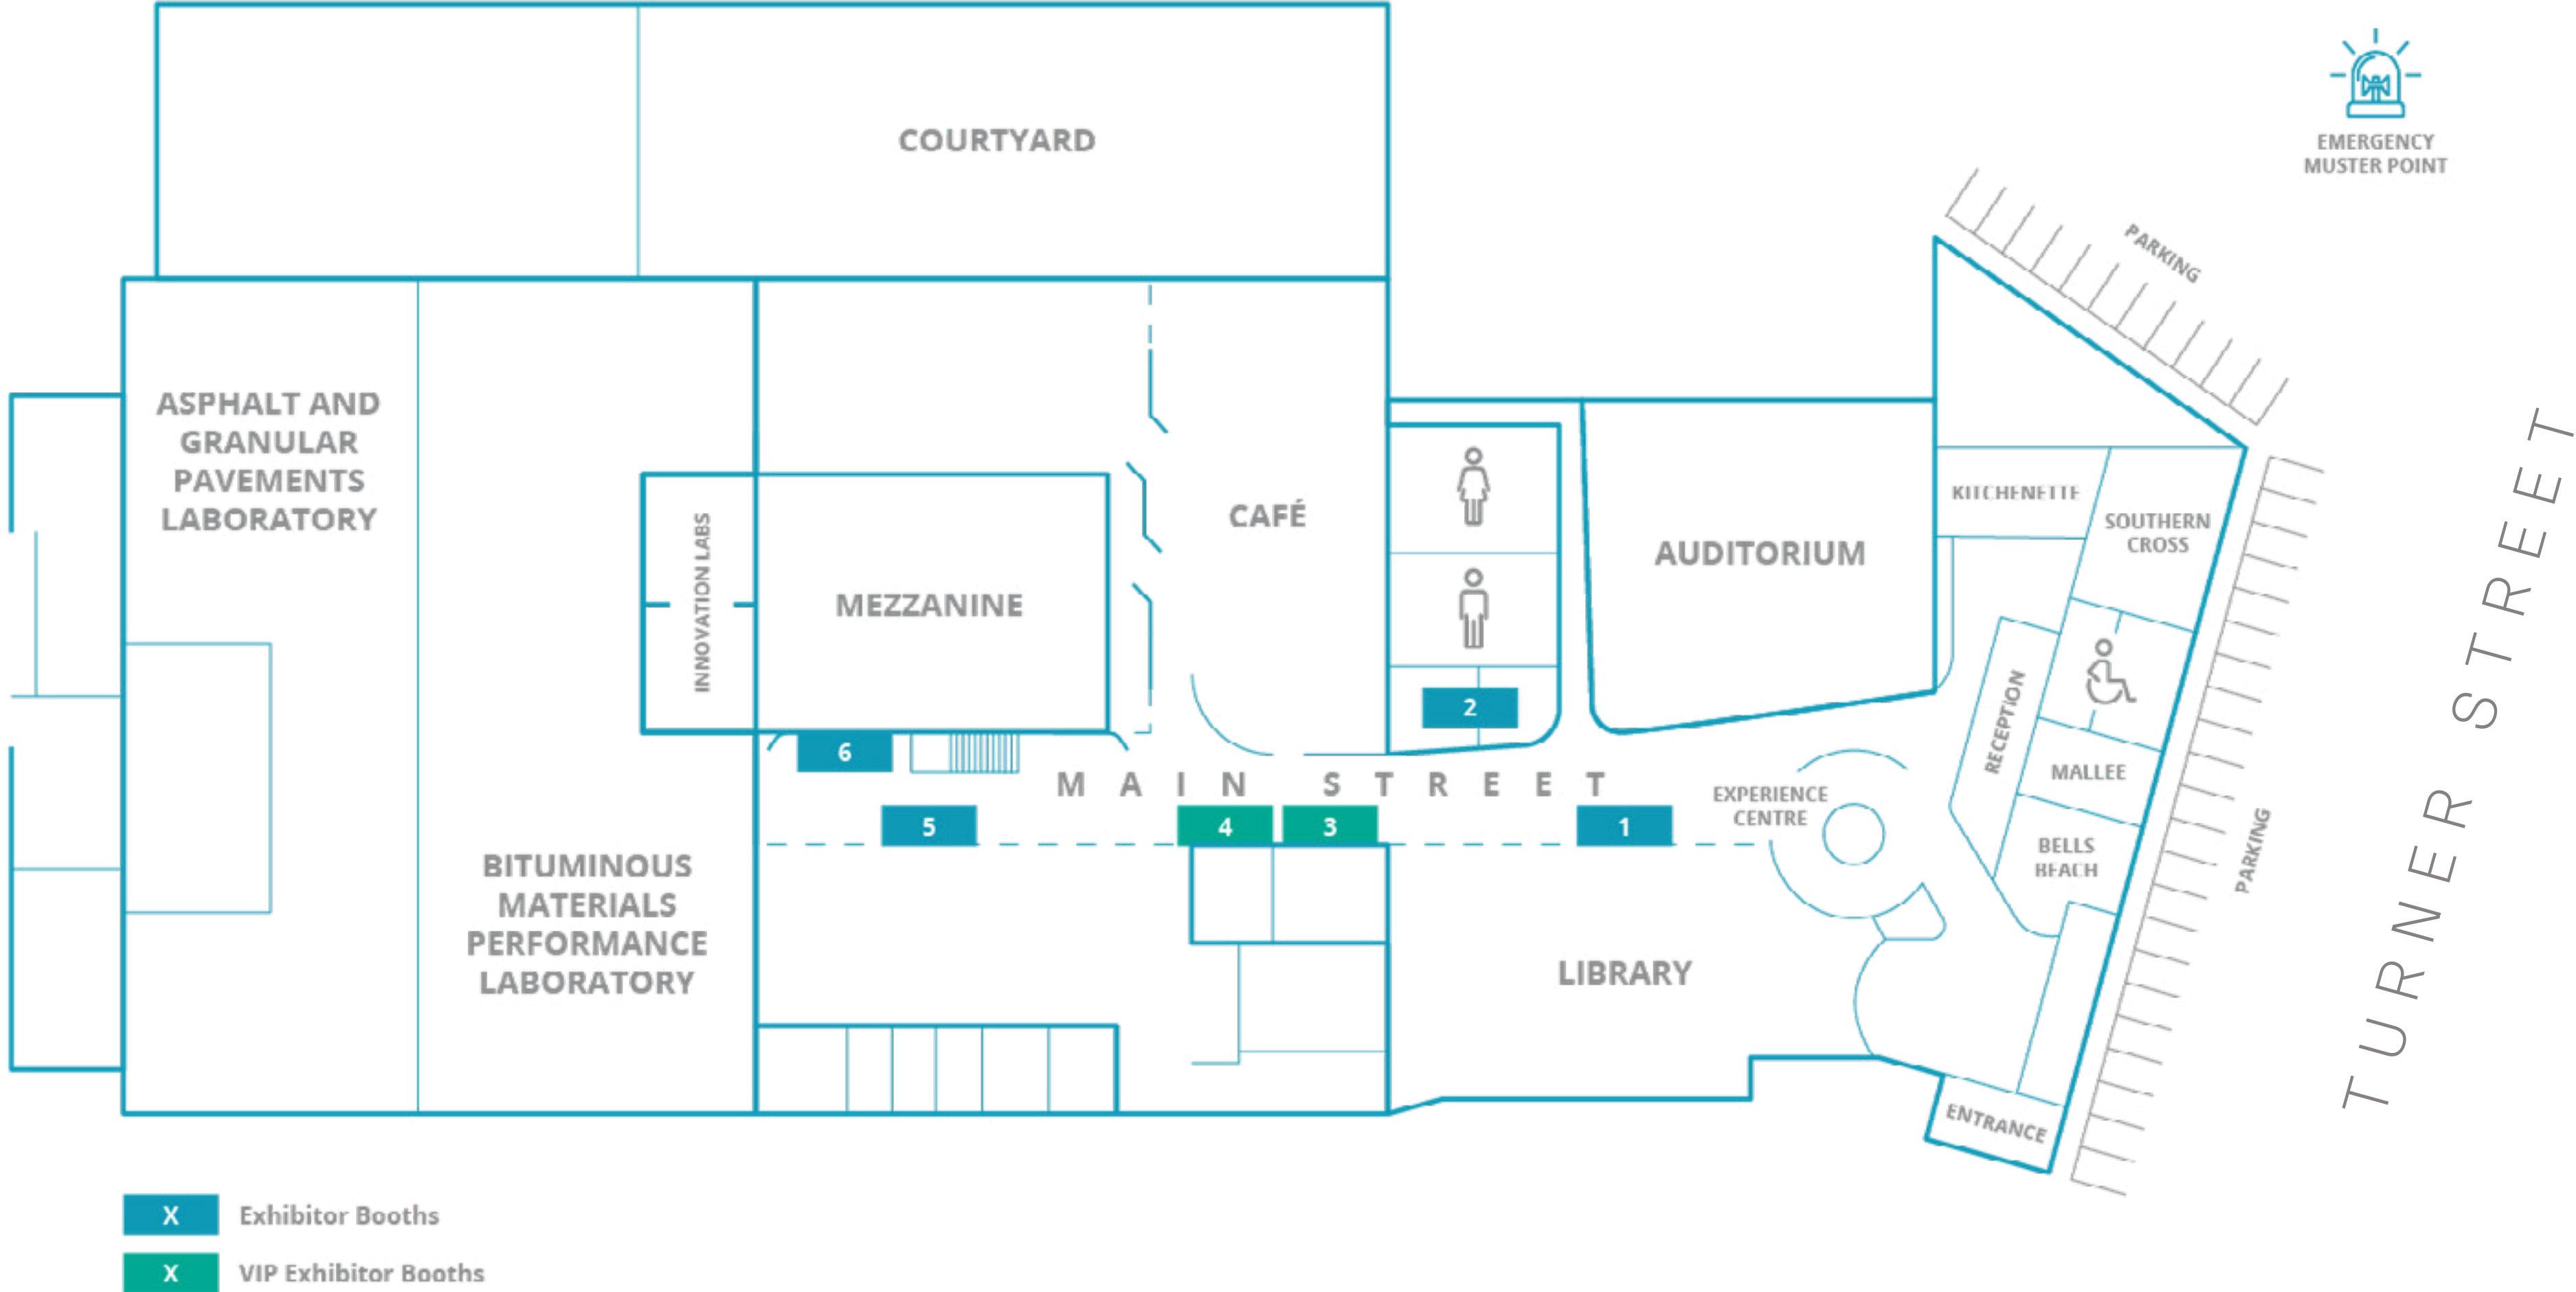 COURTYARD
EMERGENCY
MUSTER POINT
PARKING
ASPHALT AND
GRANULAR
PAVEMENTS
LABORATORY
INNOVATION LABS
MEZZANINE
CAFÉ
AUDITORIUM
KITCHENETTE
SOUTHERN
CROSS
RECEPTION
MALLEE
BELLS
BEACH
PARKING
TURNER STREET
2
6
MAIN STREET
5
4
3
1
EXPERIENCE
CENTRE
BITUMINOUS
MATERIALS
PERFORMANCE
LABORATORY
LIBRARY
ENTRANCE
X Exhibitor Booths
X VIP Exhibitor Booths